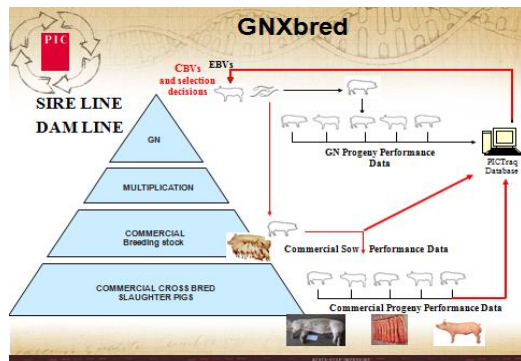 GNXbred
PIC
CBVs
EBVs
and selection
decisions
SIRE LINE
DAM LINE
GN
MULTIPLICATION
COMMERCIAL
Breeding stock
COMMERCIAL CROSS BRED
SLAUGHTER PIGS
GN Progeny Performance
Data
PICTraq
Database
Commercial Sow Performance Data
Commercial Progeny Performance Data